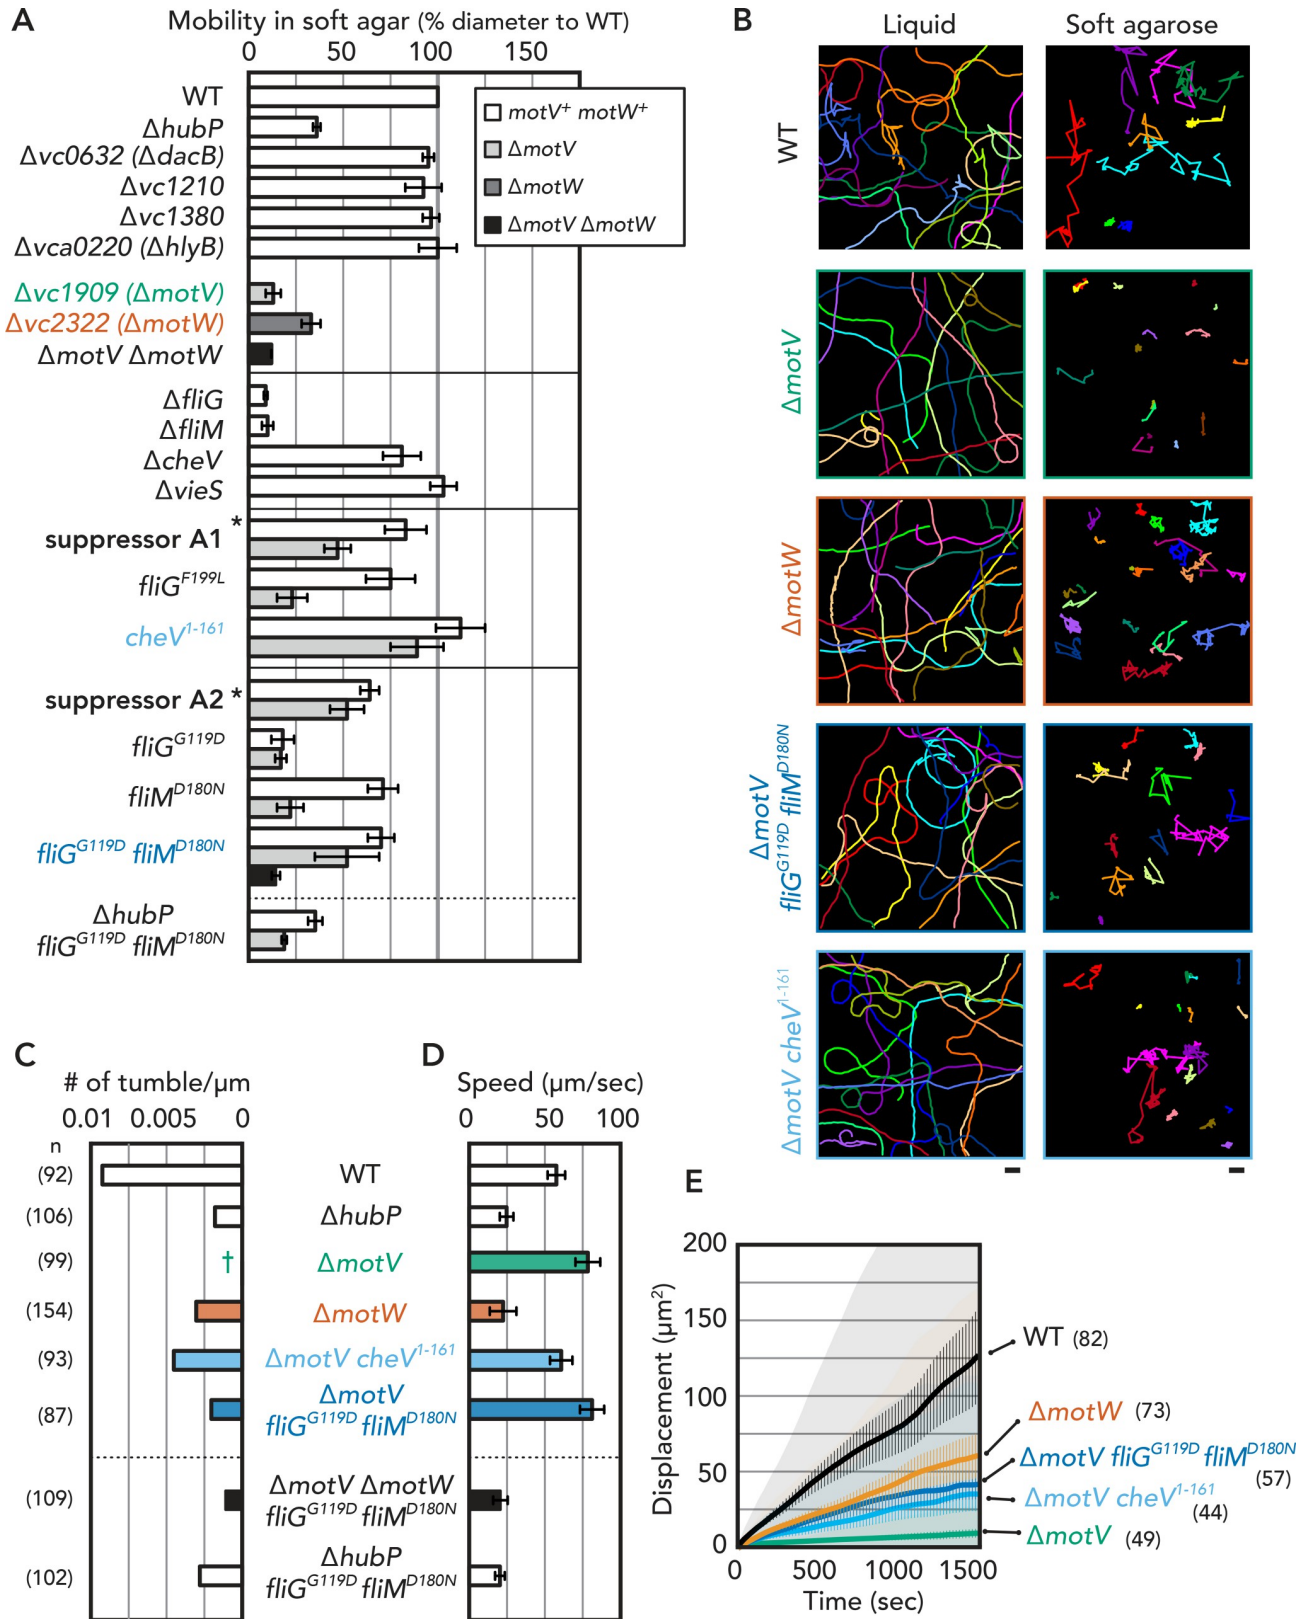 A
Mobility in soft agar (% diameter to WT)
0 50 100 150
WT
ΔhubP
Δvc0632 (ΔdacB)
Δvc1210
Δvc1380
Δvca0220 (ΔhlyB)
motV⁺ motW⁺
ΔmotV
ΔmotW
ΔmotV ΔmotW
Δvc1909 (ΔmotV)
Δvc2322 (ΔmotW)
ΔmotV ΔmotW
ΔfliG
ΔfliM
ΔcheV
ΔvieS
suppressor A1 *
fliG^F199L
cheV^1-161
suppressor A2 *
fliG^G119D
fliM^D180N
fliG^G119D fliM^D180N
ΔhubP
fliG^G119D fliM^D180N
B
Liquid Soft agarose
WT
ΔmotV
ΔmotW
ΔmotV
fliG^G119D fliM^D180N
ΔmotV cheV^1-161
C
# of tumble/µm
0.01 0.005 0
n
(92)
(106)
(99)
†
(154)
(93)
(87)
(109)
(102)
WT
ΔhubP
ΔmotV
ΔmotW
ΔmotV cheV^1-161
ΔmotV
fliG^G119D fliM^D180N
ΔmotV ΔmotW
fliG^G119D fliM^D180N
ΔhubP
fliG^G119D fliM^D180N
D
Speed (µm/sec)
0 50 100
E
Displacement (µm²)
200
150
100
50
0
0 500 1000 1500
Time (sec)
WT (82)
ΔmotW (73)
ΔmotV fliG^G119D fliM^D180N
(57)
ΔmotV cheV^1-161
(44)
ΔmotV (49)